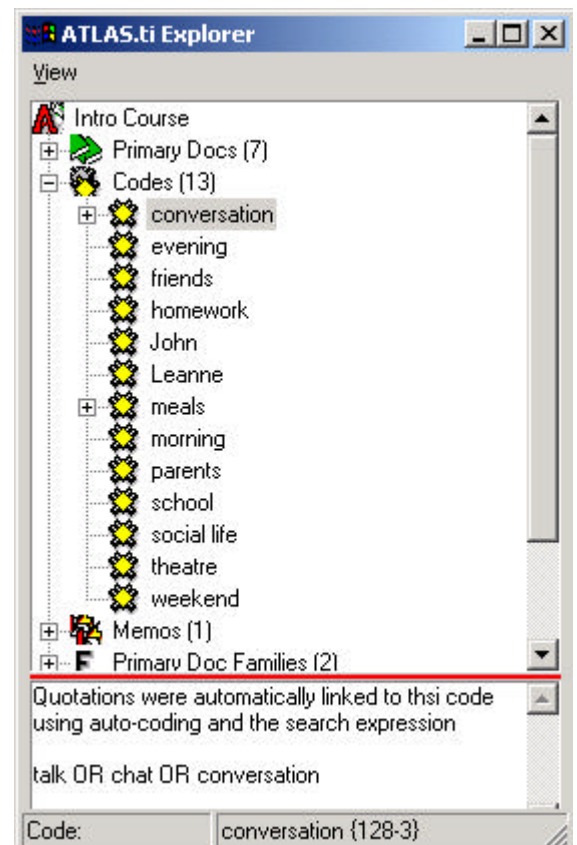 ATLAS.ti Explorer
View
Intro Course
Primary Docs (7)
Codes (13)
conversation
evening
friends
homework
John
Leanne
meals
morning
parents
school
social life
theatre
weekend
Memos (1)
F Primary Doc Families (2)
Quotations were automatically linked to thsi code
using auto-coding and the search expression
talk OR chat OR conversation
Code: conversation {128-3}